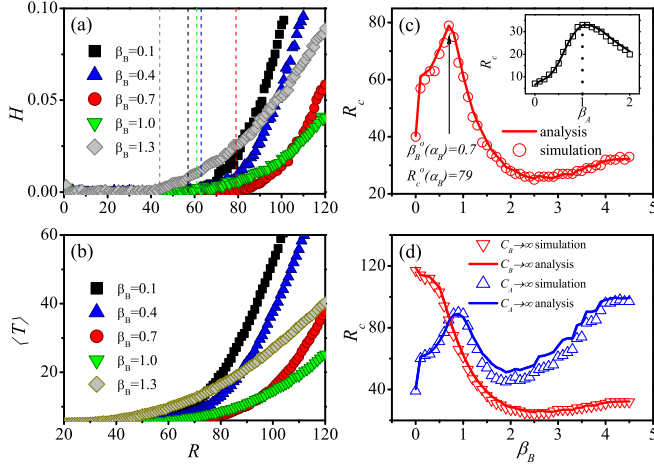 (a)
H
0.10
0.05
0.00
β_B=0.1
β_B=0.4
β_B=0.7
β_B=1.0
β_B=1.3
0 20 40 60 80 100 120
(b)
⟨T⟩
60
40
20
β_B=0.1
β_B=0.4
β_B=0.7
β_B=1.0
β_B=1.3
20 40 60 80 100 120
R
(c)
R_c
80
60
40
20
R_c
30
20
10
0
0 1 2
β_A
analysis
simulation
β_B^o(α_B)=0.7
R_c^o(α_B)=79
0 1 2 3 4 5
(d)
R_c
120
80
40
C_B→∞ simulation
C_B→∞ analysis
C_A→∞ simulation
C_A→∞ analysis
0 1 2 3 4 5
β_B